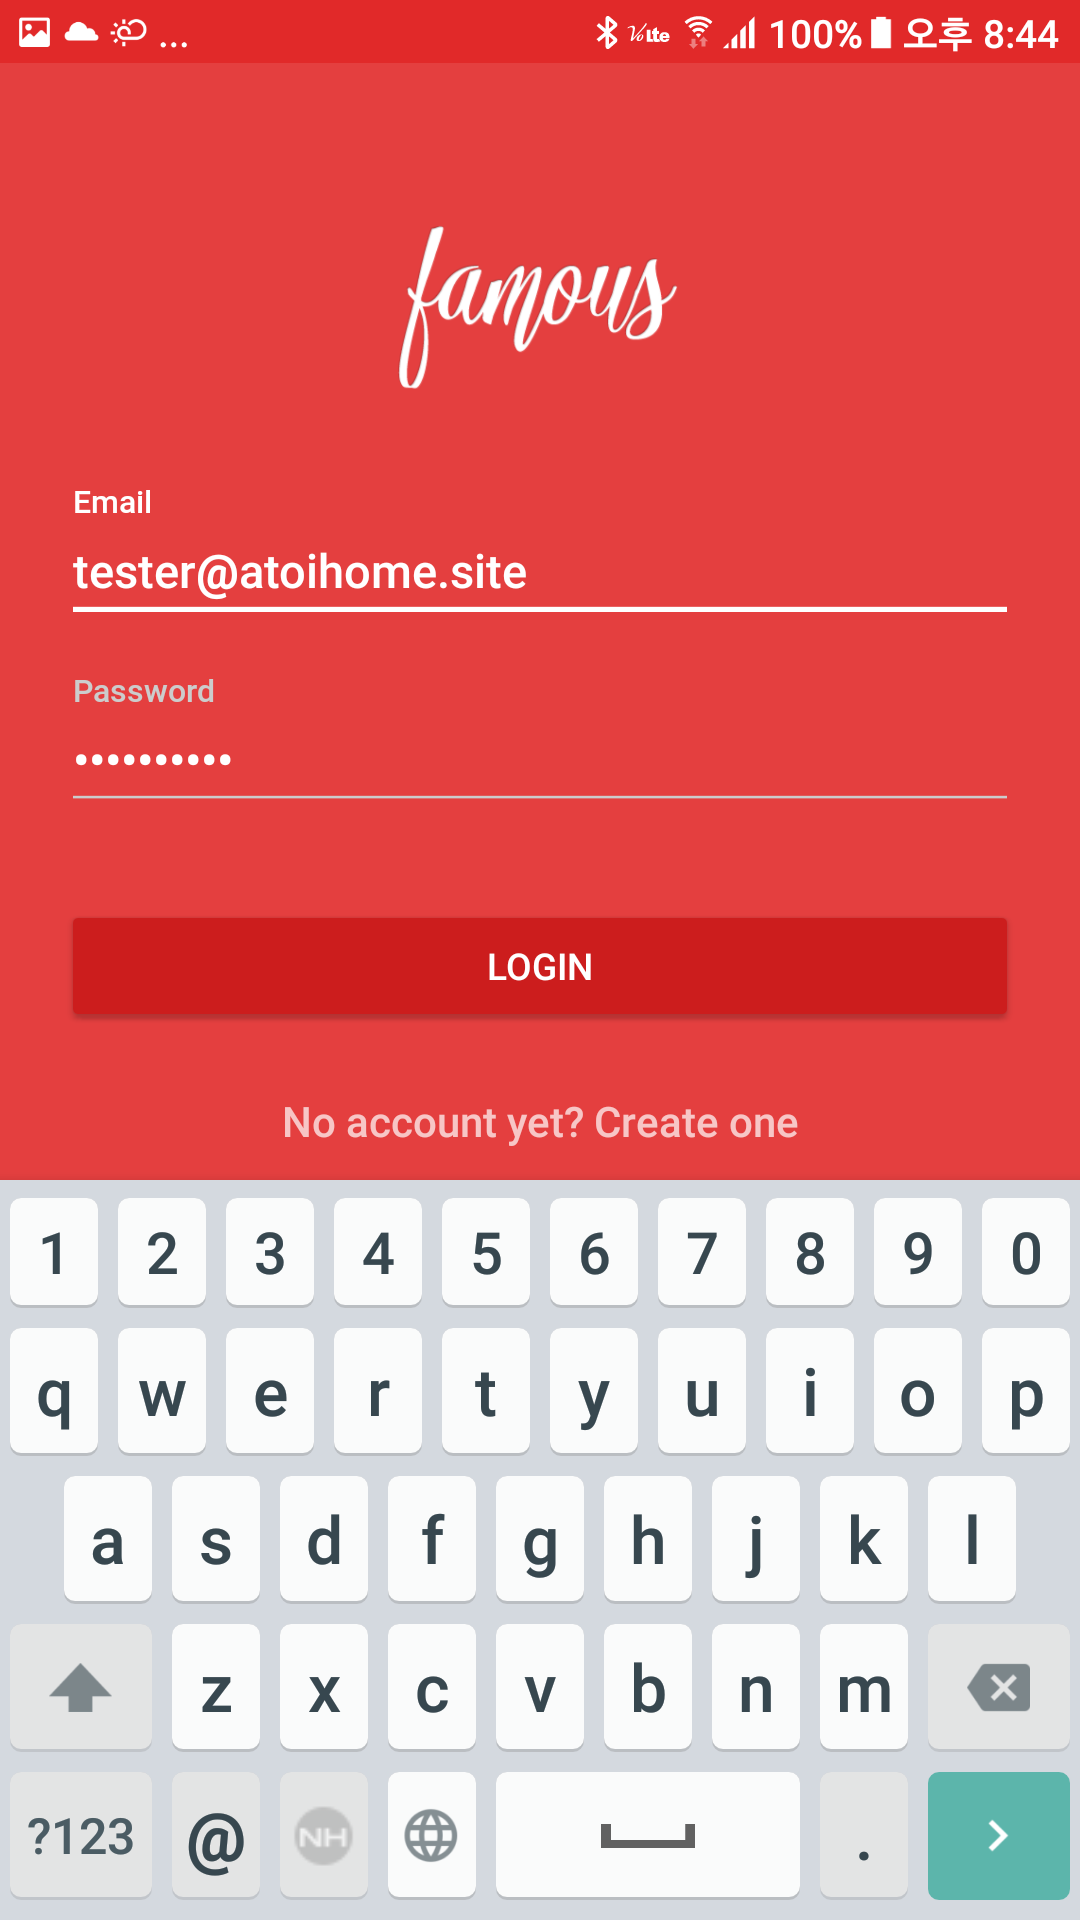 ... VoLTE 100% 오후 8:44
famous
Email
tester@atoihome.site
Password
••••••••••
LOGIN
No account yet? Create one
1 2 3 4 5 6 7 8 9 0
q w e r t y u i o p
a s d f g h j k l
z x c v b n m
?123 @ NH .